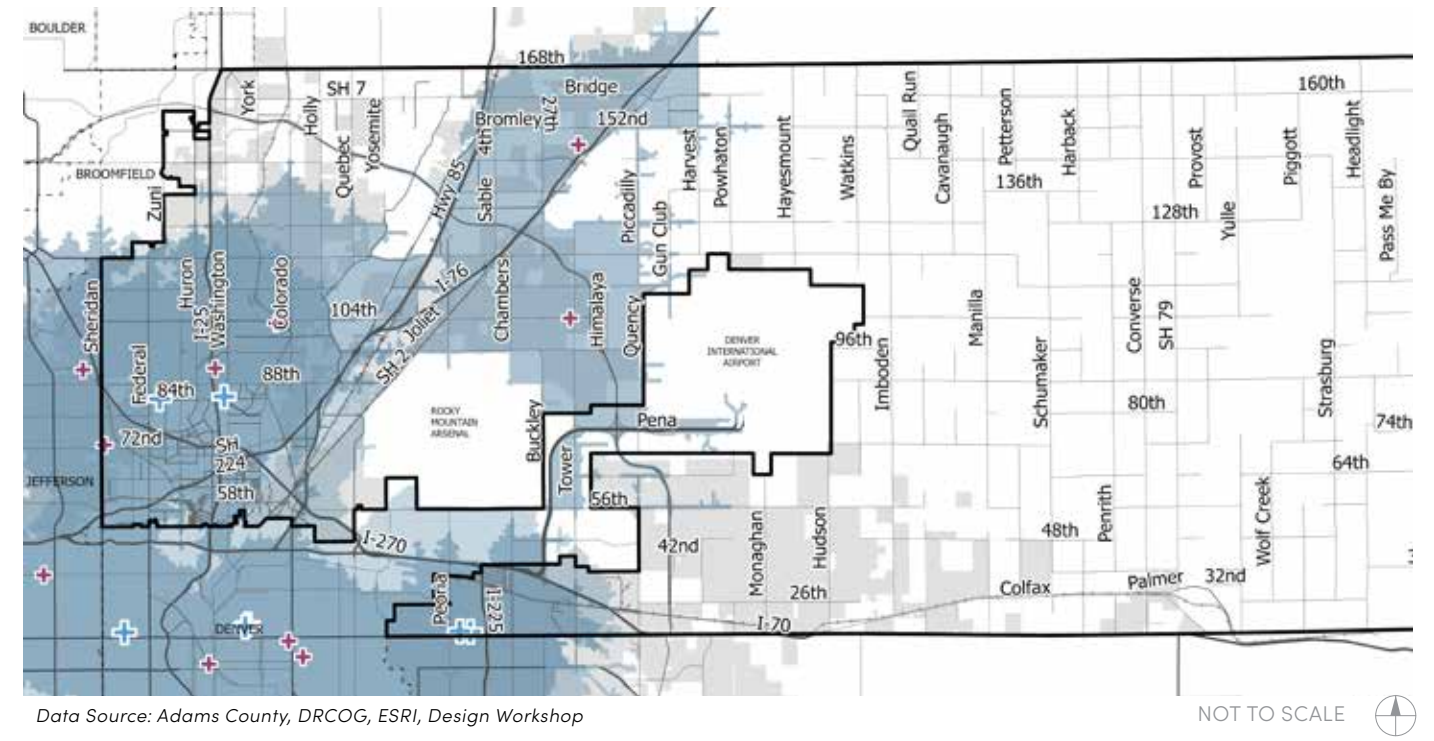 BOULDER
168th
SH 7
Bridge
160th
York
Holly
Quebec
Yosemite
Bromley
27th
152nd
4th
Hwy 85
Sable
Piccadilly
Harvest
Gun Club
Powhaton
Hayesmount
Watkins
Quail Run
Cavanaugh
Petterson
136th
Harback
Provost
128th
Yulle
Piggott
Headlight
Pass Me By
BROOMFIELD
Zuni
Sheridan
Huron
I-25
Washington
Colorado
104th
I-76
SH 2
Joliet
Chambers
Himalaya
Quency
DENVER
INTERNATIONAL
AIRPORT
96th
Imboden
Manilla
Schumaker
Converse
SH 79
Strasburg
Federal
84th
88th
80th
74th
72nd
SH
224
58th
JEFFERSON
ROCKY
MOUNTAIN
ARSENAL
Buckley
Pena
Tower
56th
64th
I-270
42nd
Monaghan
Hudson
48th
Penrith
Wolf Creek
Peoria
I-225
26th
Colfax
Palmer
32nd
I-70
DENVER
Data Source: Adams County, DRCOG, ESRI, Design Workshop
NOT TO SCALE